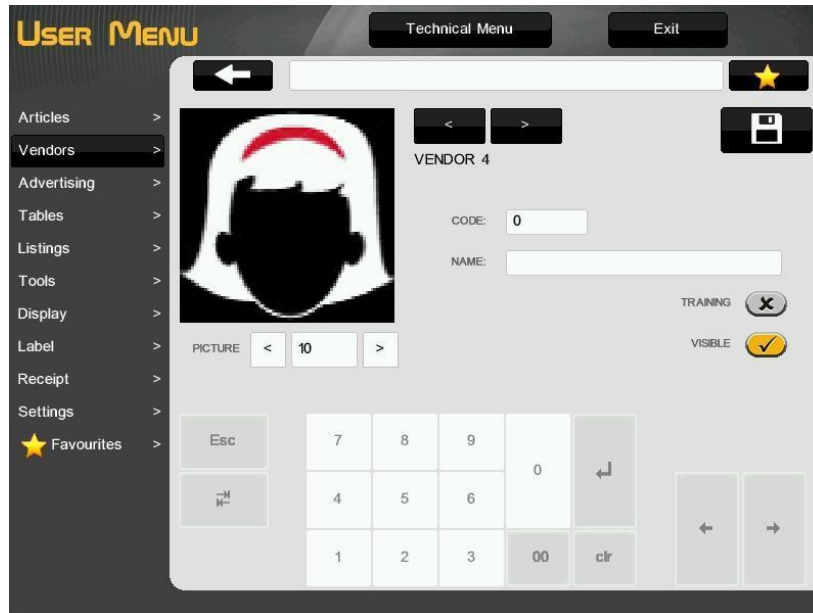 USER MENU
Technical Menu
Exit
Articles >
Vendors >
Advertising >
Tables >
Listings >
Tools >
Display >
Label >
Receipt >
Settings >
Favourites >
< >
VENDOR 4
CODE: 0
NAME:
TRAINING
VISIBLE
PICTURE < 10 >
Esc
7 8 9
0
4 5 6
1 2 3 00 clr